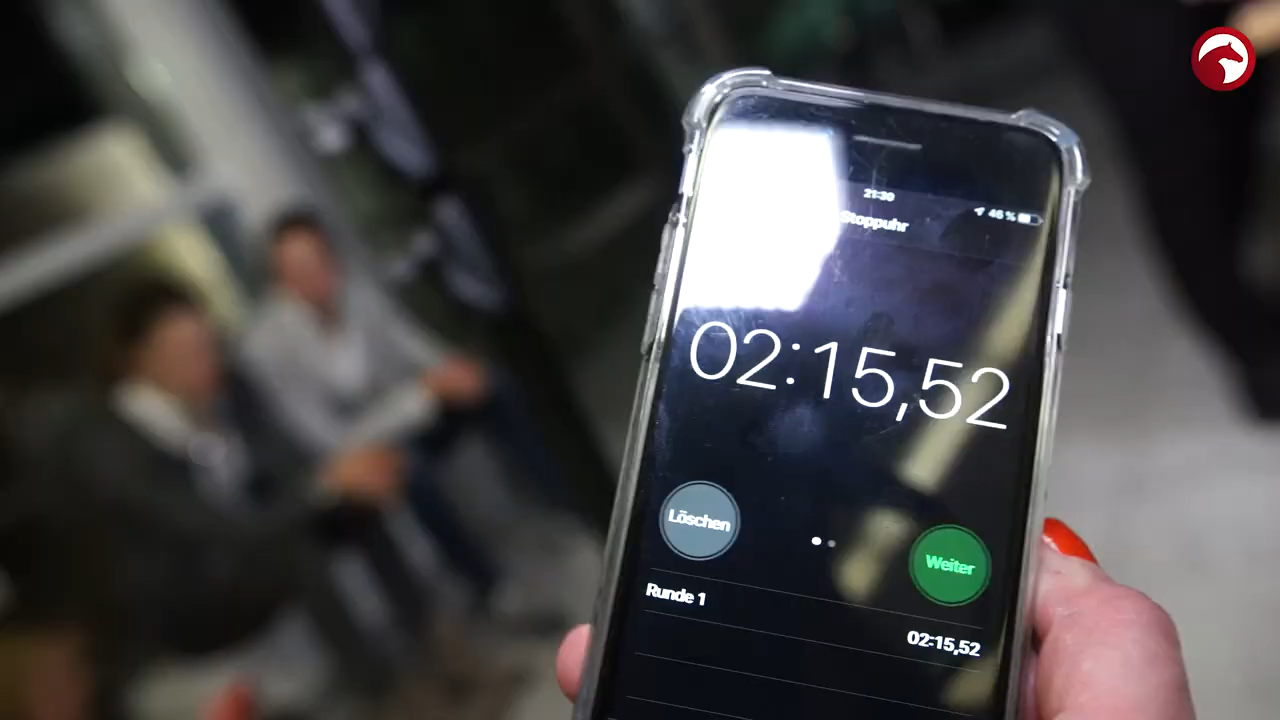 21:30
46 %
Stoppuhr
02:15,52
Löschen
Weiter
Runde 1
02:15,52